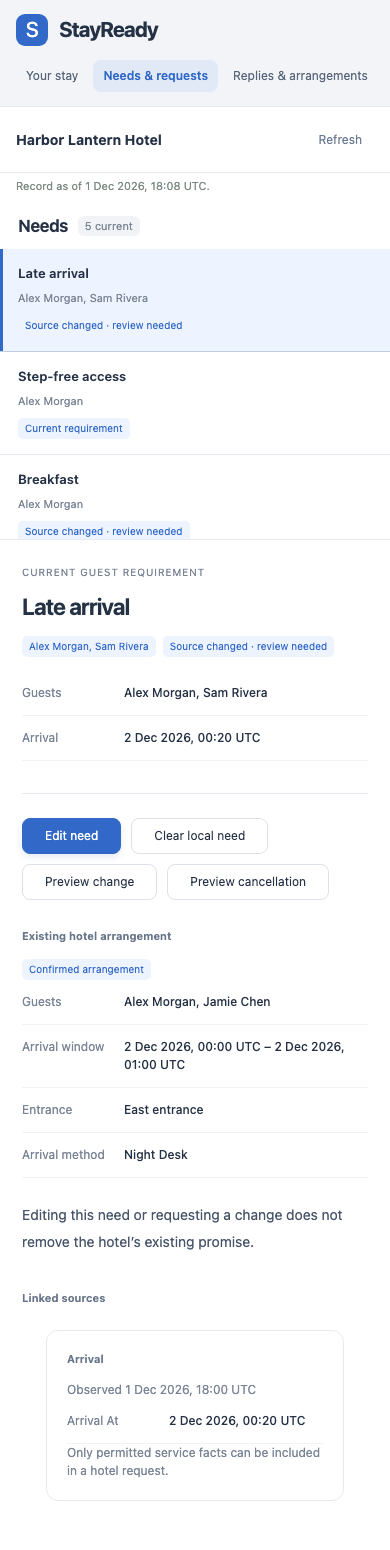 S StayReady
Your stay Needs & requests Replies & arrangements
Harbor Lantern Hotel Refresh
Record as of 1 Dec 2026, 18:08 UTC.
Needs 5 current
Late arrival
Alex Morgan, Sam Rivera
Source changed · review needed
Step-free access
Alex Morgan
Current requirement
Breakfast
Alex Morgan
Source changed · review needed
CURRENT GUEST REQUIREMENT
Late arrival
Alex Morgan, Sam Rivera Source changed · review needed
Guests Alex Morgan, Sam Rivera
Arrival 2 Dec 2026, 00:20 UTC
Edit need Clear local need
Preview change Preview cancellation
Existing hotel arrangement
Confirmed arrangement
Guests Alex Morgan, Jamie Chen
Arrival window 2 Dec 2026, 00:00 UTC – 2 Dec 2026,
01:00 UTC
Entrance East entrance
Arrival method Night Desk
Editing this need or requesting a change does not
remove the hotel’s existing promise.
Linked sources
Arrival
Observed 1 Dec 2026, 18:00 UTC
Arrival At 2 Dec 2026, 00:20 UTC
Only permitted service facts can be included
in a hotel request.